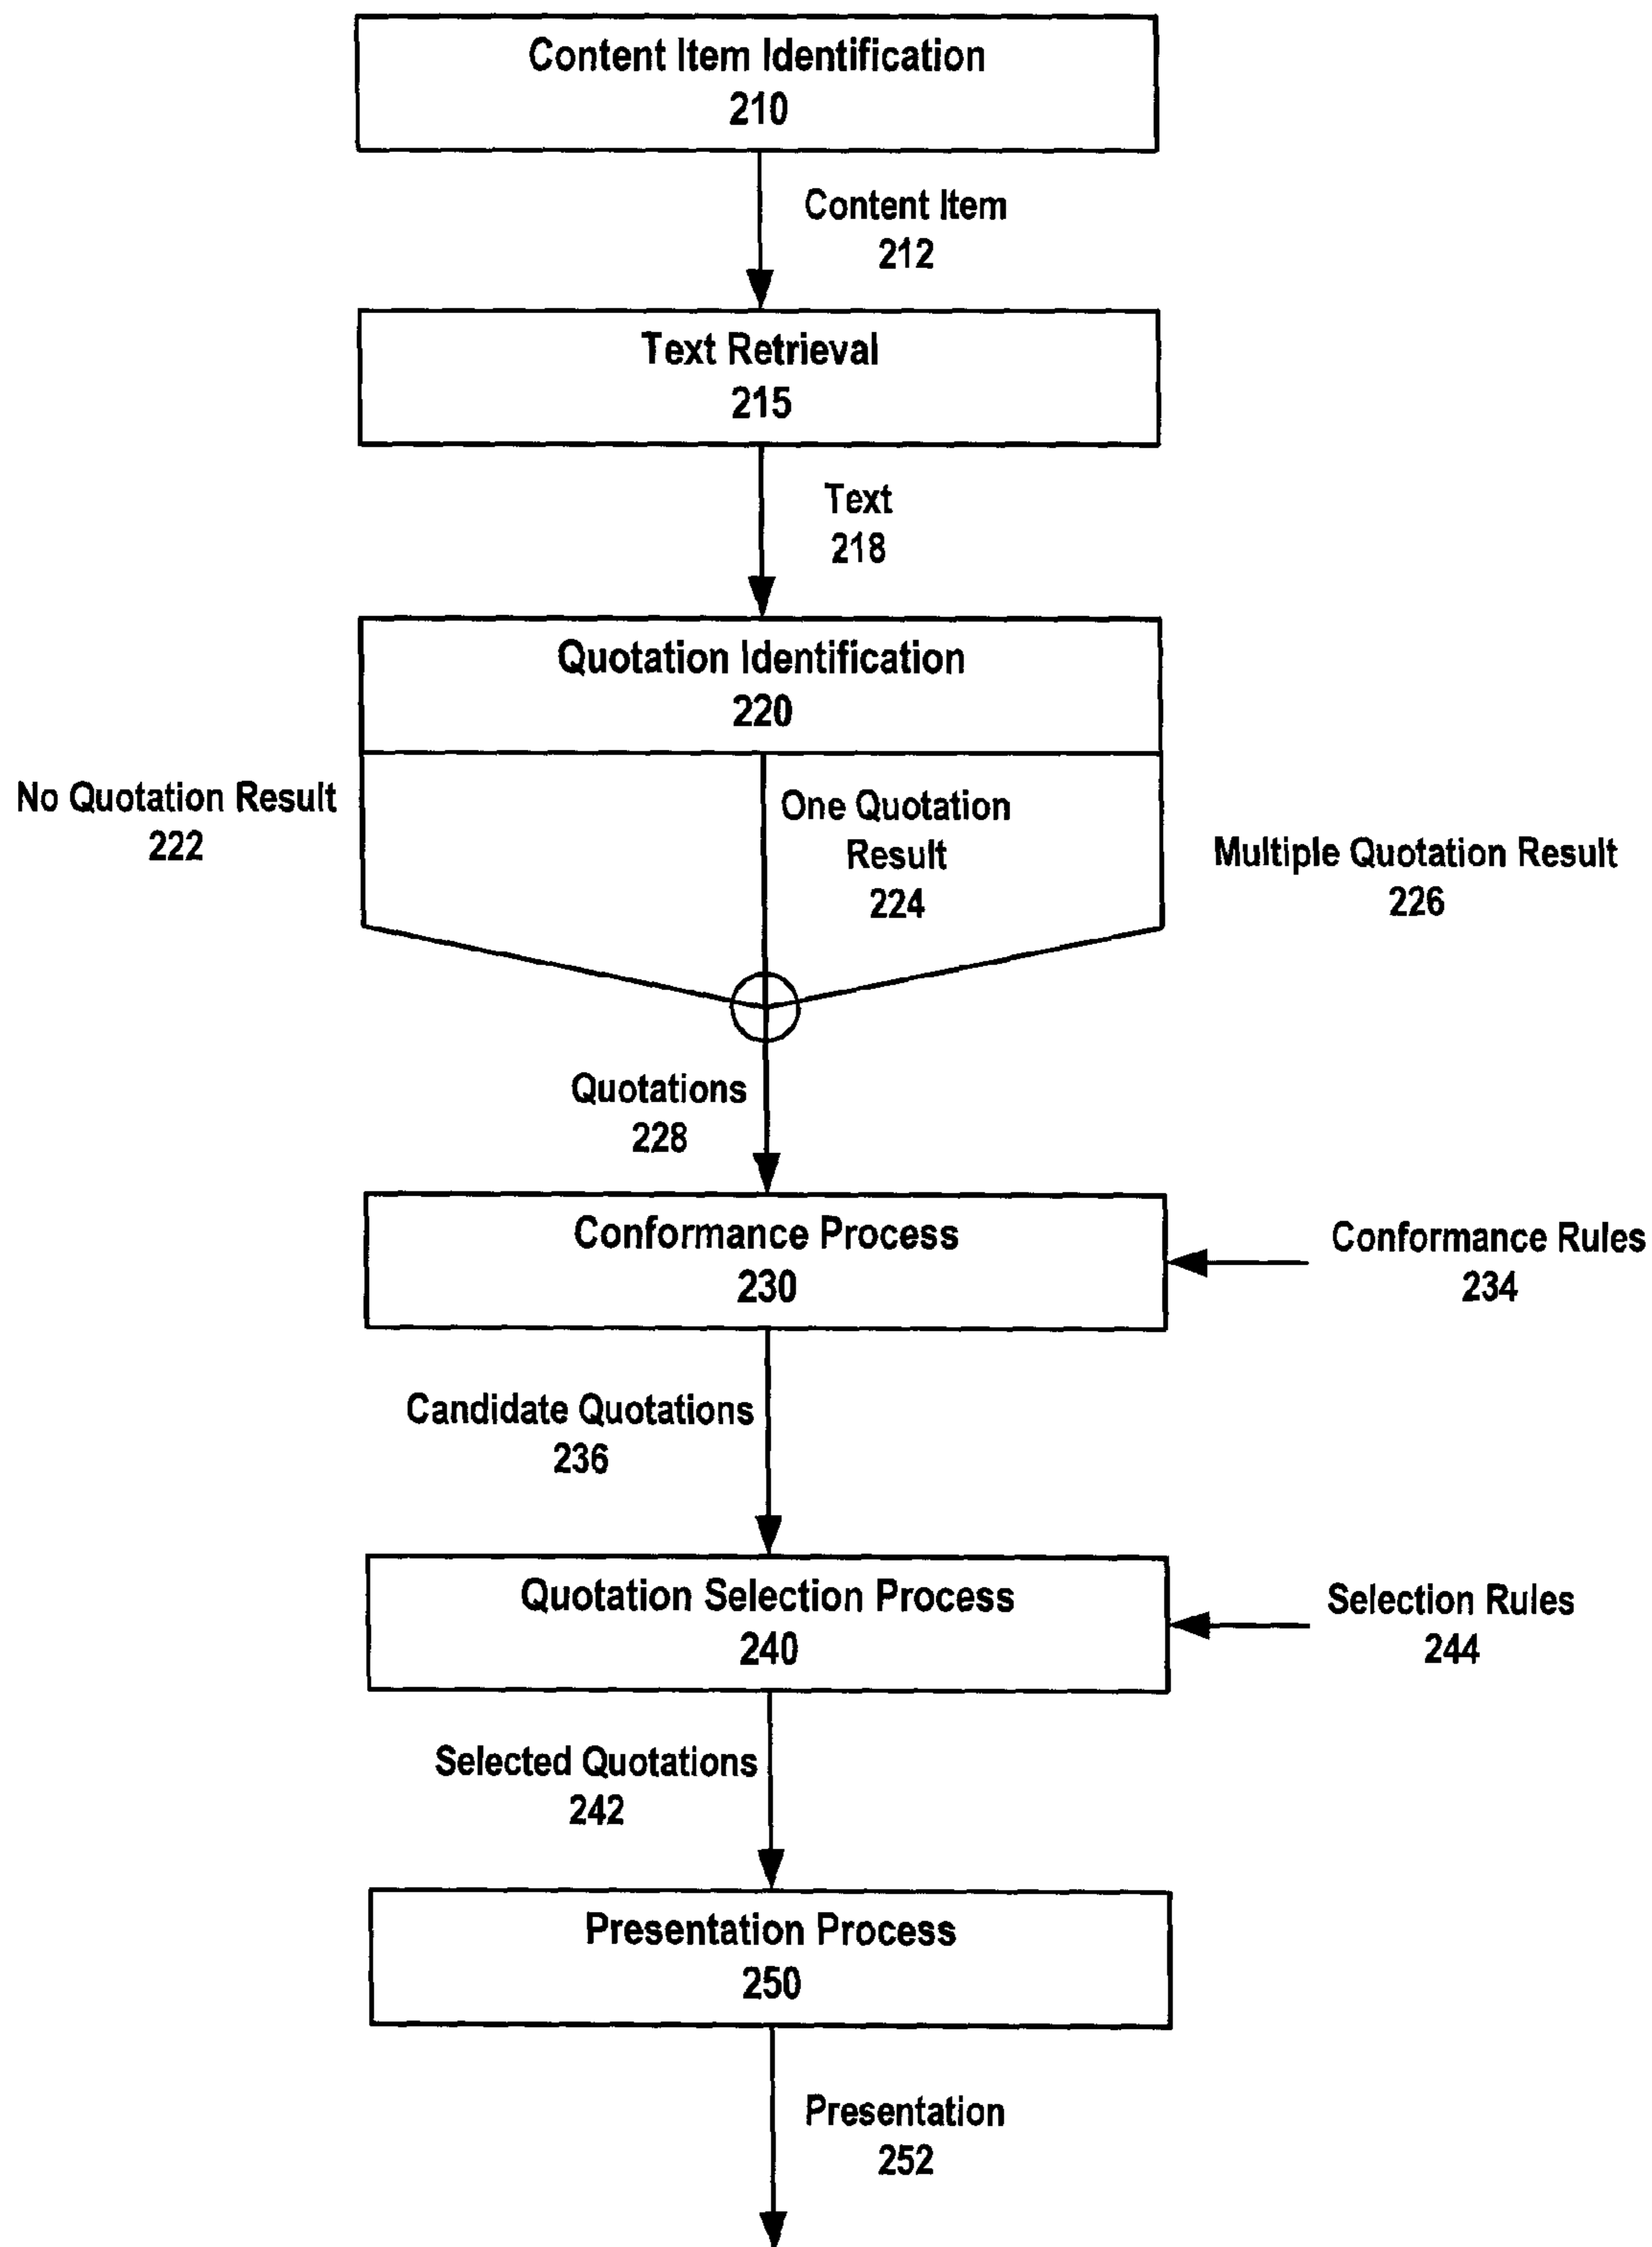 Content Item Identification
210
Content Item
212
Text Retrieval
215
Text
218
Quotation Identification
220
No Quotation Result
222
One Quotation
Result
224
Multiple Quotation Result
226
Quotations
228
Conformance Process
230
Conformance Rules
234
Candidate Quotations
236
Quotation Selection Process
240
Selection Rules
244
Selected Quotations
242
Presentation Process
250
Presentation
252